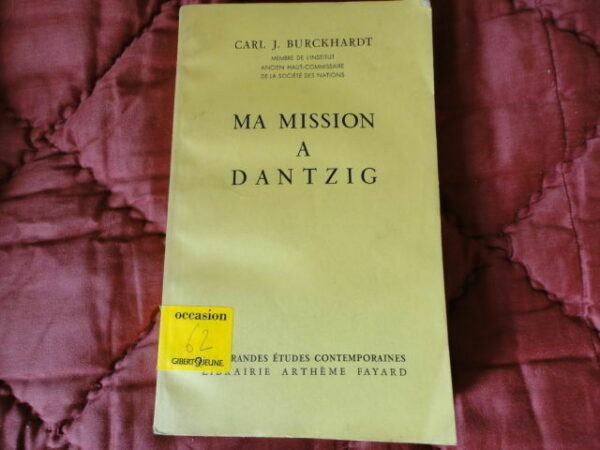 CARL J. BURCKHARDT
MEMBRE DE L'INSTITUT
ANCIEN HAUT-COMMISSAIRE
DE LA SOCIÉTÉ DES NATIONS
MA MISSION
A
DANTZIG
occasion
62
GIBERT JEUNE
RANDES ÉTUDES CONTEMPORAINES
LIBRAIRIE ARTHÈME FAYARD